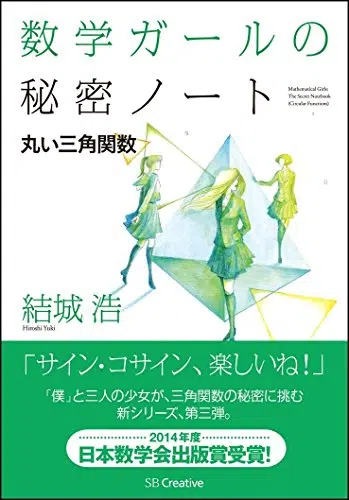 数学ガールの
秘密ノート
Mathematical Girls
The Secret Notebook
(Circular Functions)
丸い三角関数
結城 浩
Hiroshi Yuki
「サイン・コサイン、楽しいね!」
「僕」と三人の少女が、三角関数の秘密に挑む
新シリーズ、第三弾。
2014年度
日本数学会出版賞受賞!
SB Creative